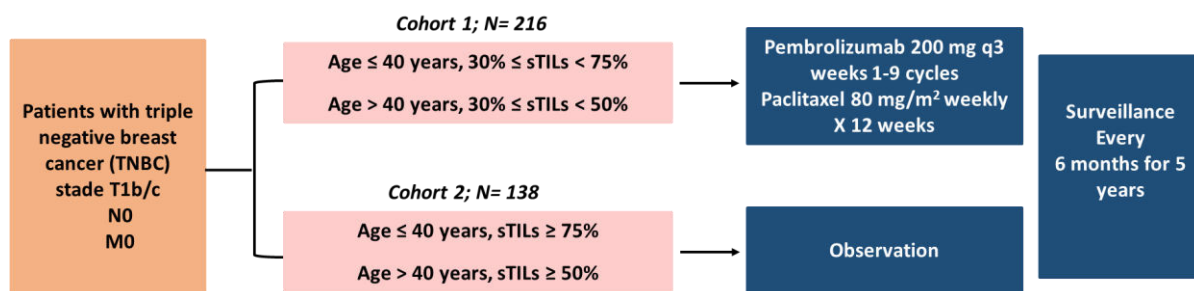 Patients with triple
negative breast
cancer (TNBC)
stade T1b/c
N0
M0
Cohort 1; N= 216
Age ≤ 40 years, 30% ≤ sTILs < 75%
Age > 40 years, 30% ≤ sTILs < 50%
Pembrolizumab 200 mg q3
weeks 1-9 cycles
Paclitaxel 80 mg/m² weekly
X 12 weeks
Cohort 2; N= 138
Age ≤ 40 years, sTILs ≥ 75%
Age > 40 years, sTILs ≥ 50%
Observation
Surveillance
Every
6 months for 5
years